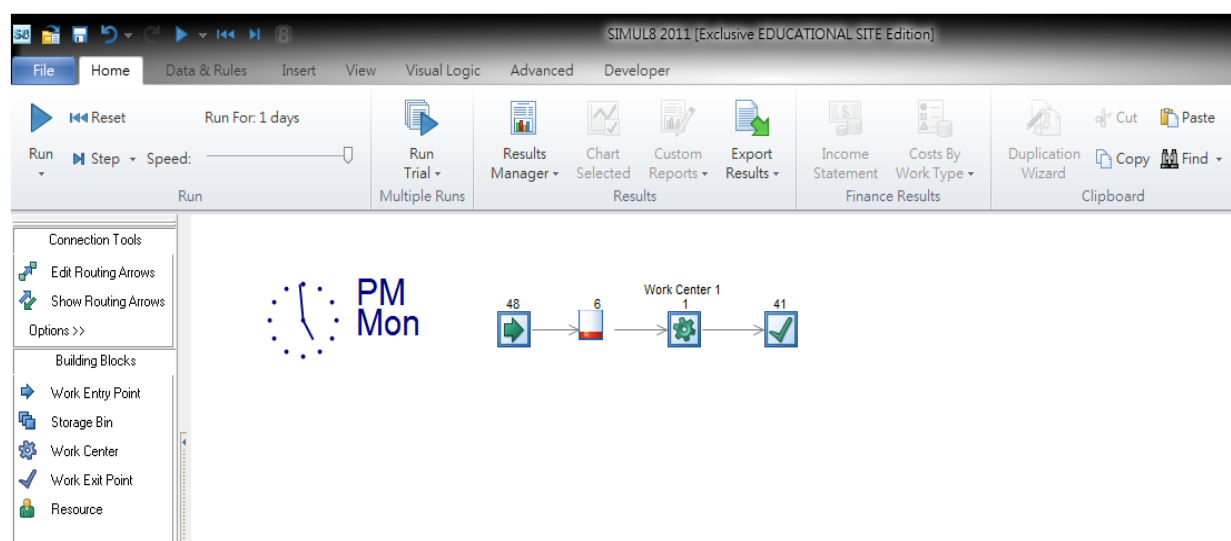 S8 SIMUL8 2011 [Exclusive EDUCATIONAL SITE Edition]
File Home Data & Rules Insert View Visual Logic Advanced Developer
Reset Run For: 1 days
Run Step Speed:
Run Trial
Results Manager
Chart Selected
Custom Reports
Export Results
Income Statement
Costs By Work Type
Duplication Wizard
Cut Paste
Copy Find
Run Multiple Runs Results Finance Results Clipboard
Connection Tools
Edit Routing Arrows
Show Routing Arrows
Options >>
Building Blocks
Work Entry Point
Storage Bin
Work Center
Work Exit Point
Resource
PM
Mon
Work Center 1
48 6 1 41